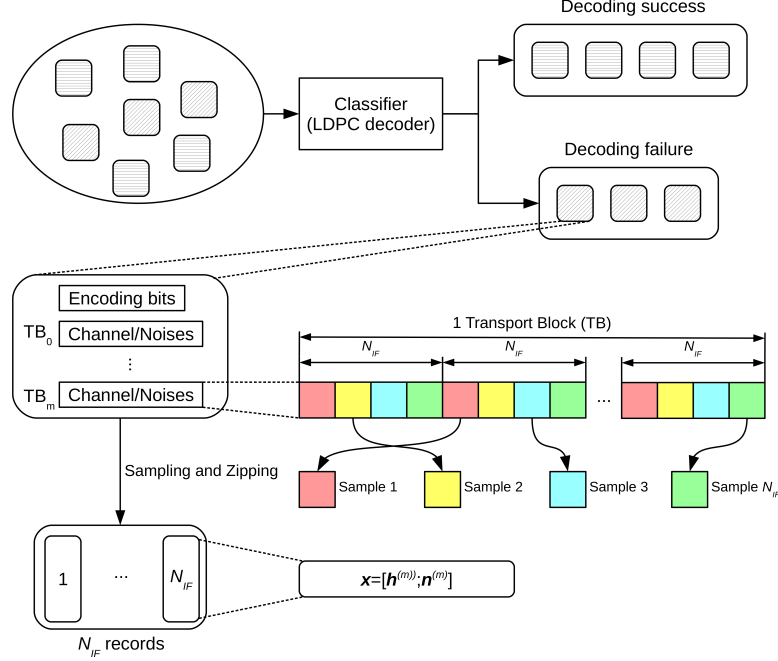 Decoding success
Classifier
(LDPC decoder)
Decoding failure
Encoding bits
TB0
Channel/Noises
⋮
TBm
Channel/Noises
1 Transport Block (TB)
NIF
NIF
NIF
...
Sampling and Zipping
Sample 1
Sample 2
Sample 3
Sample NIF
1
...
NIF
x=[h(m));n(m)]
NIF records